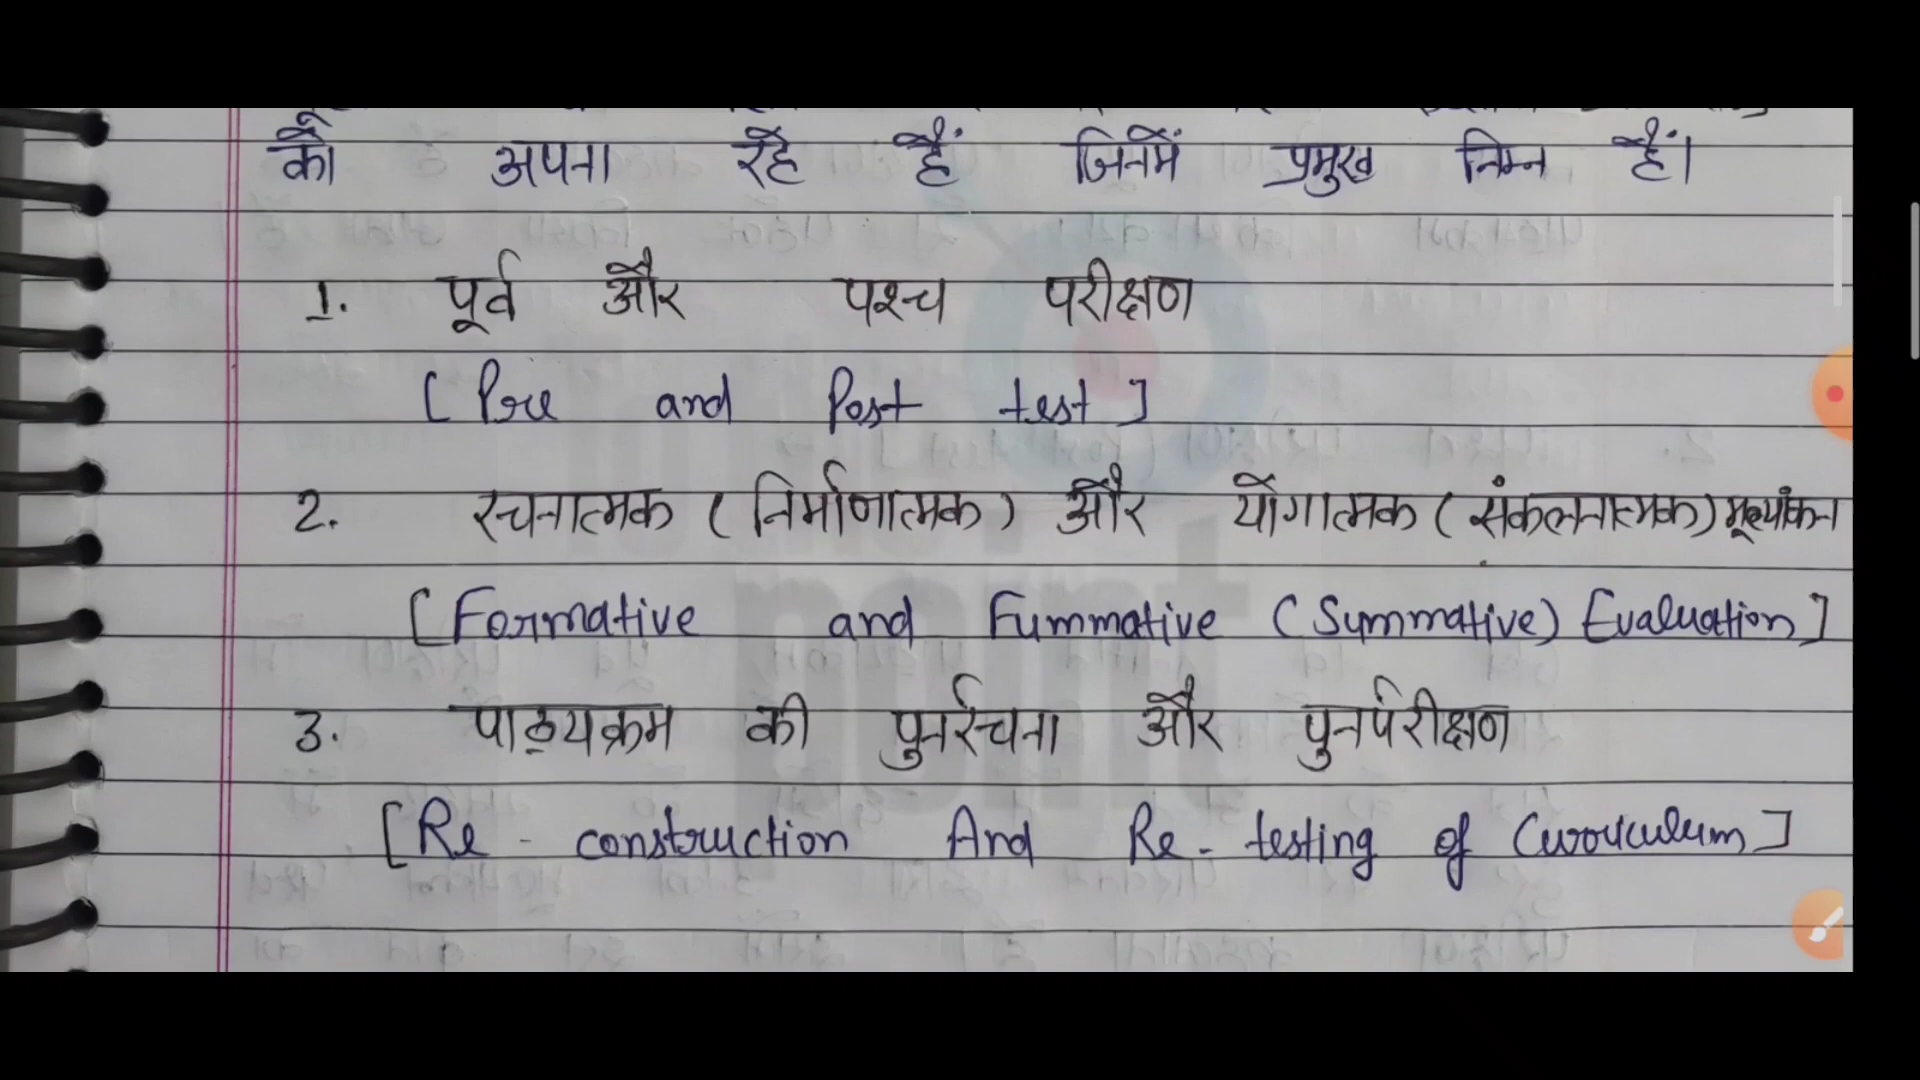 को अपना रहे हैं जिनमें प्रमुख निम्न हैं।
1. पूर्व और पश्च परीक्षण
[Pre and Post test]
2. रचनात्मक (निर्माणात्मक) और योगात्मक (संकलनात्मक) मूल्यांकन
[Formative and Fummative (Summative) Evaluation]
3. पाठ्यक्रम की पुनर्रचना और पुनर्परीक्षण
[Re - construction And Re - testing of Curriculum]